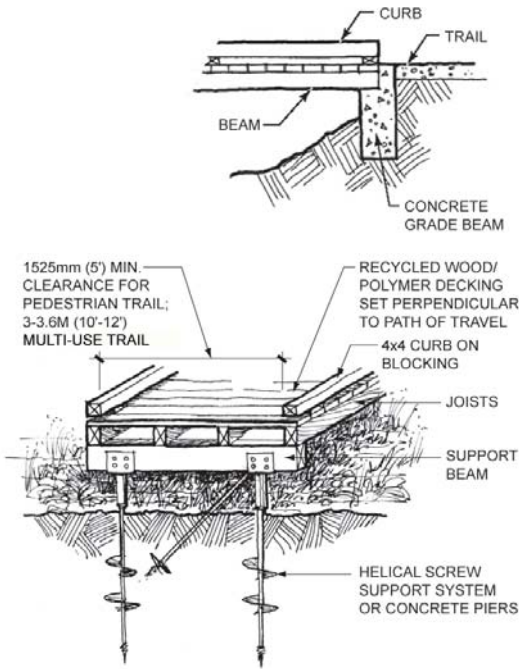 CURB
TRAIL
BEAM
CONCRETE
GRADE BEAM
1525mm (5') MIN.
CLEARANCE FOR
PEDESTRIAN TRAIL;
3-3.6M (10'-12')
MULTI-USE TRAIL
RECYCLED WOOD/
POLYMER DECKING
SET PERPENDICULAR
TO PATH OF TRAVEL
4x4 CURB ON
BLOCKING
JOISTS
SUPPORT
BEAM
HELICAL SCREW
SUPPORT SYSTEM
OR CONCRETE PIERS